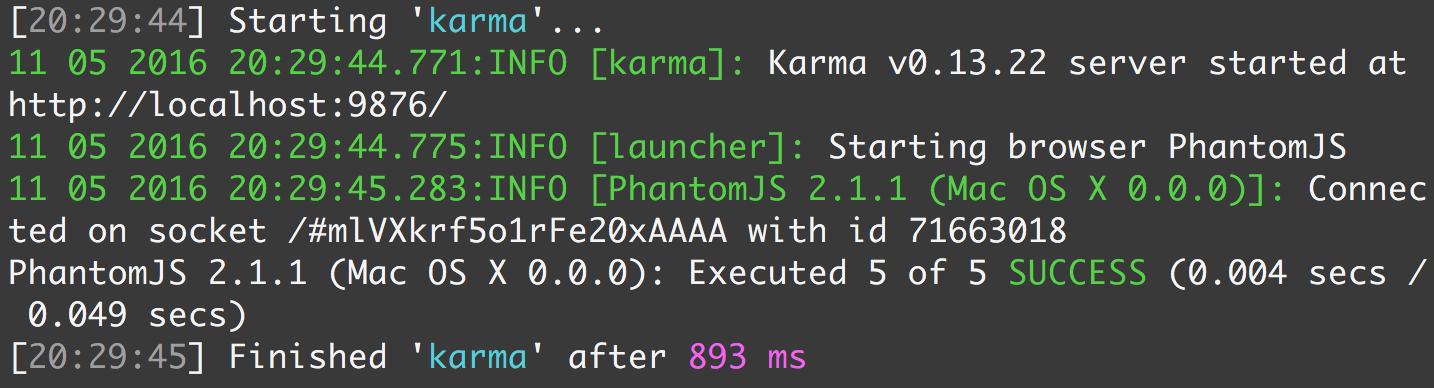 [20:29:44] Starting 'karma'...
11 05 2016 20:29:44.771:INFO [karma]: Karma v0.13.22 server started at
http://localhost:9876/
11 05 2016 20:29:44.775:INFO [launcher]: Starting browser PhantomJS
11 05 2016 20:29:45.283:INFO [PhantomJS 2.1.1 (Mac OS X 0.0.0)]: Connec
ted on socket /#mlVXkrf5o1rFe20xAAAA with id 71663018
PhantomJS 2.1.1 (Mac OS X 0.0.0): Executed 5 of 5 SUCCESS (0.004 secs /
 0.049 secs)
[20:29:45] Finished 'karma' after 893 ms